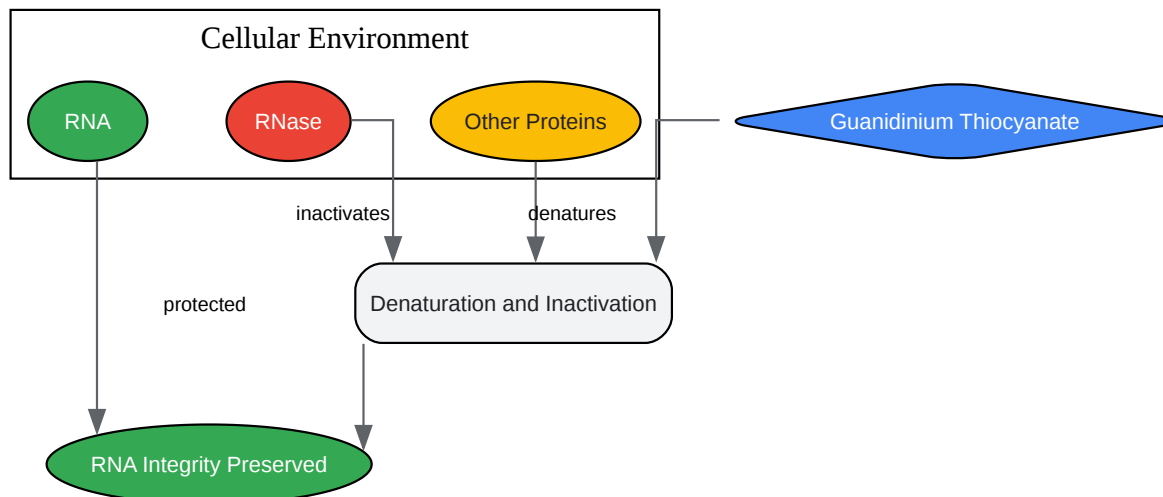 Cellular Environment
RNA
RNase
Other Proteins
Guanidinium Thiocyanate
inactivates
denatures
Denaturation and Inactivation
protected
RNA Integrity Preserved